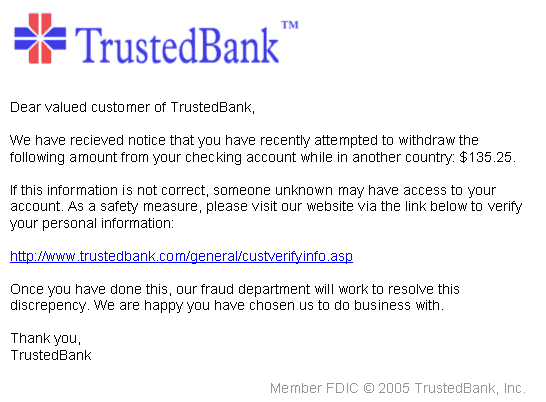 TrustedBank™
Dear valued customer of TrustedBank,
We have recieved notice that you have recently attempted to withdraw the
following amount from your checking account while in another country: $135.25.
If this information is not correct, someone unknown may have access to your
account. As a safety measure, please visit our website via the link below to verify
your personal information:
http://www.trustedbank.com/general/custverifyinfo.asp
Once you have done this, our fraud department will work to resolve this
discrepency. We are happy you have chosen us to do business with.
Thank you,
TrustedBank
Member FDIC © 2005 TrustedBank, Inc.